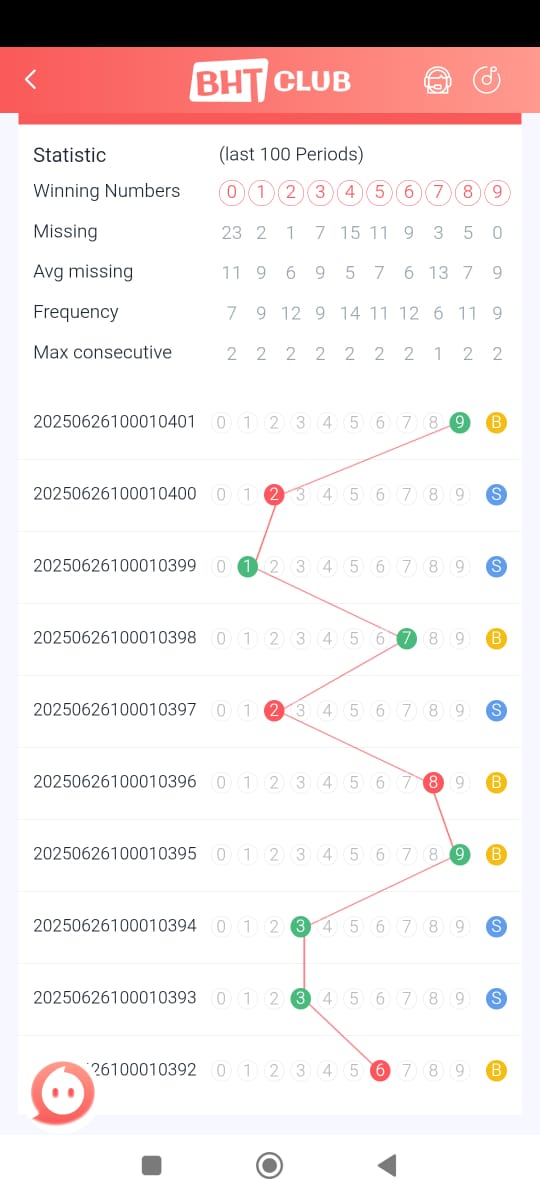 BHT CLUB
Statistic (last 100 Periods)
Winning Numbers 0 1 2 3 4 5 6 7 8 9
Missing 23 2 1 7 15 11 9 3 5 0
Avg missing 11 9 6 9 5 7 6 13 7 9
Frequency 7 9 12 9 14 11 12 6 11 9
Max consecutive 2 2 2 2 2 2 2 1 2 2
20250626100010401 0 1 2 3 4 5 6 7 8 9 B
20250626100010400 0 1 2 3 4 5 6 7 8 9 S
20250626100010399 0 1 2 3 4 5 6 7 8 9 S
20250626100010398 0 1 2 3 4 5 6 7 8 9 B
20250626100010397 0 1 2 3 4 5 6 7 8 9 S
20250626100010396 0 1 2 3 4 5 6 7 8 9 B
20250626100010395 0 1 2 3 4 5 6 7 8 9 B
20250626100010394 0 1 2 3 4 5 6 7 8 9 S
20250626100010393 0 1 2 3 4 5 6 7 8 9 S
26100010392 0 1 2 3 4 5 6 7 8 9 B